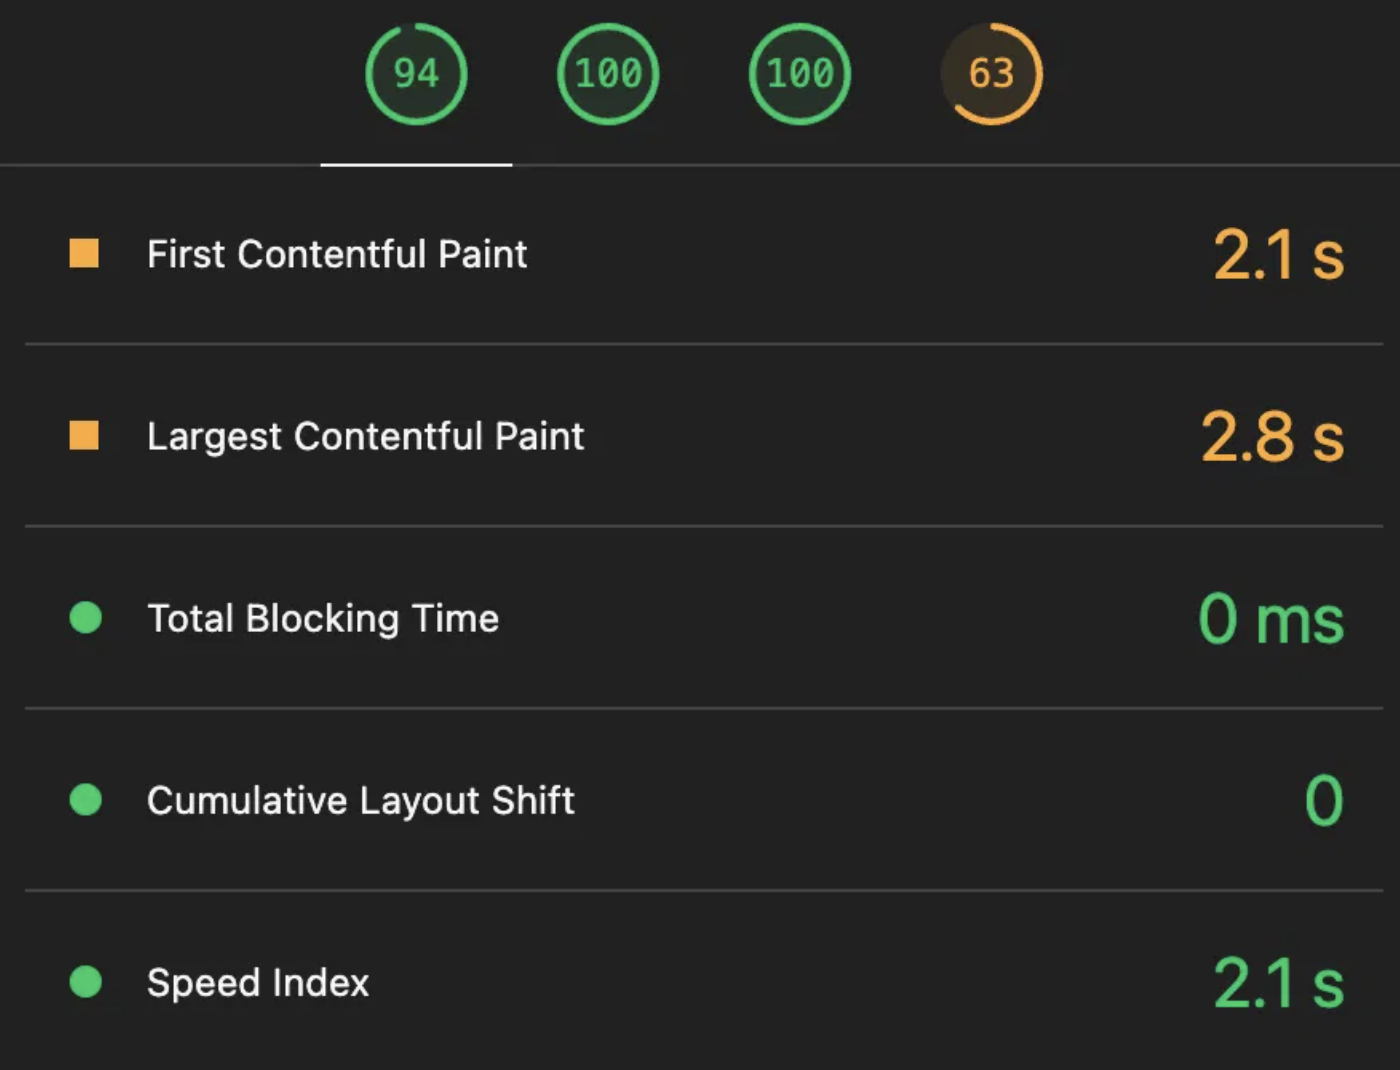 94 100 100 63
First Contentful Paint 2.1 s
Largest Contentful Paint 2.8 s
Total Blocking Time 0 ms
Cumulative Layout Shift 0
Speed Index 2.1 s